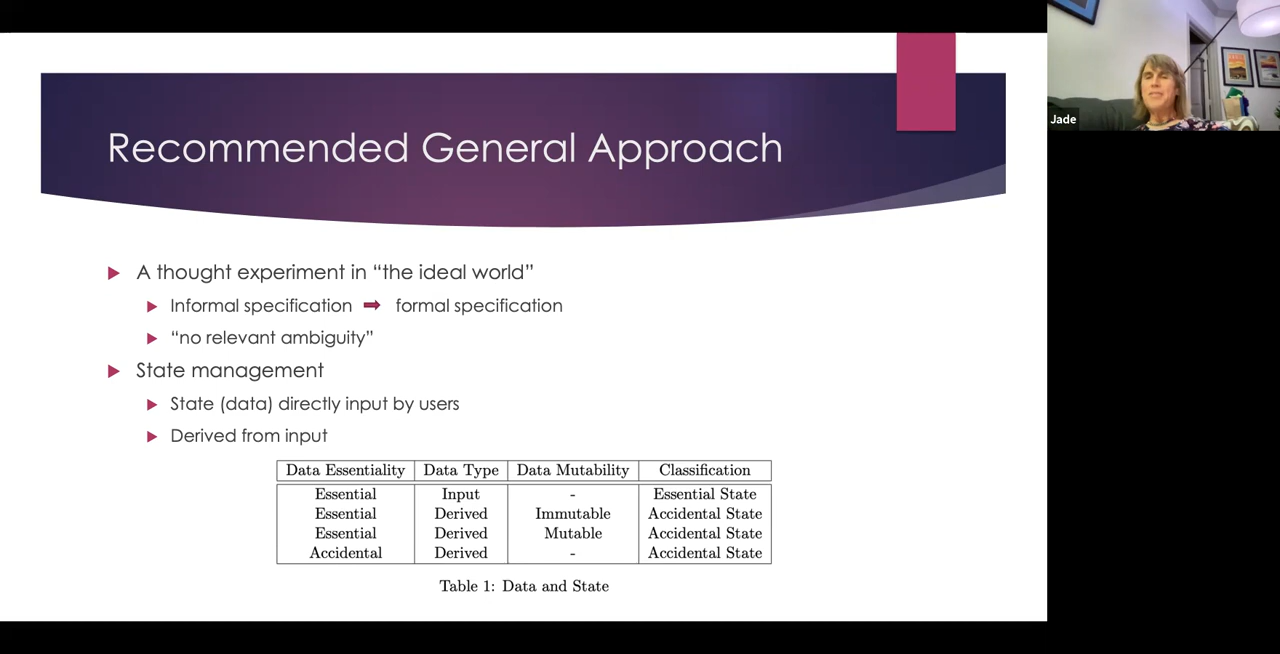 Recommended General Approach
Jade
A thought experiment in “the ideal world”
Informal specification ➡ formal specification
“no relevant ambiguity”
State management
State (data) directly input by users
Derived from input
Data Essentiality Data Type Data Mutability Classification
Essential Input - Essential State
Essential Derived Immutable Accidental State
Essential Derived Mutable Accidental State
Accidental Derived - Accidental State
Table 1: Data and State